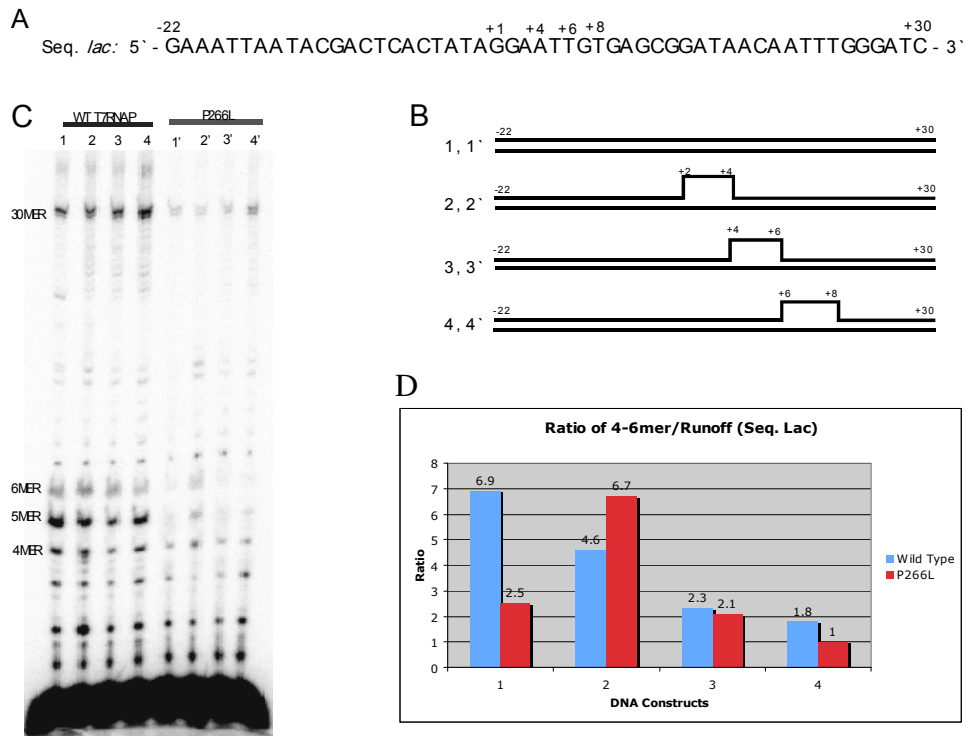 A
-22 +1 +4 +6 +8 +30
Seq. lac: 5` - GAAATTAATACGACTCACTATAGGAATTGTGAGCGGATAACAATTTGGGATC - 3`
C
WT T7RNAP P266L
1 2 3 4 1' 2' 3' 4'
30MER
6MER
5MER
4MER
B
1, 1` -22 +30
2, 2` -22 +2 +4 +30
3, 3` -22 +4 +6 +30
4, 4` -22 +6 +8 +30
D
Ratio of 4-6mer/Runoff (Seq. Lac)
Ratio
8
7
6
5
4
3
2
1
0
6.9 2.5 4.6 6.7 2.3 2.1 1.8 1
1 2 3 4
DNA Constructs
Wild Type
P266L